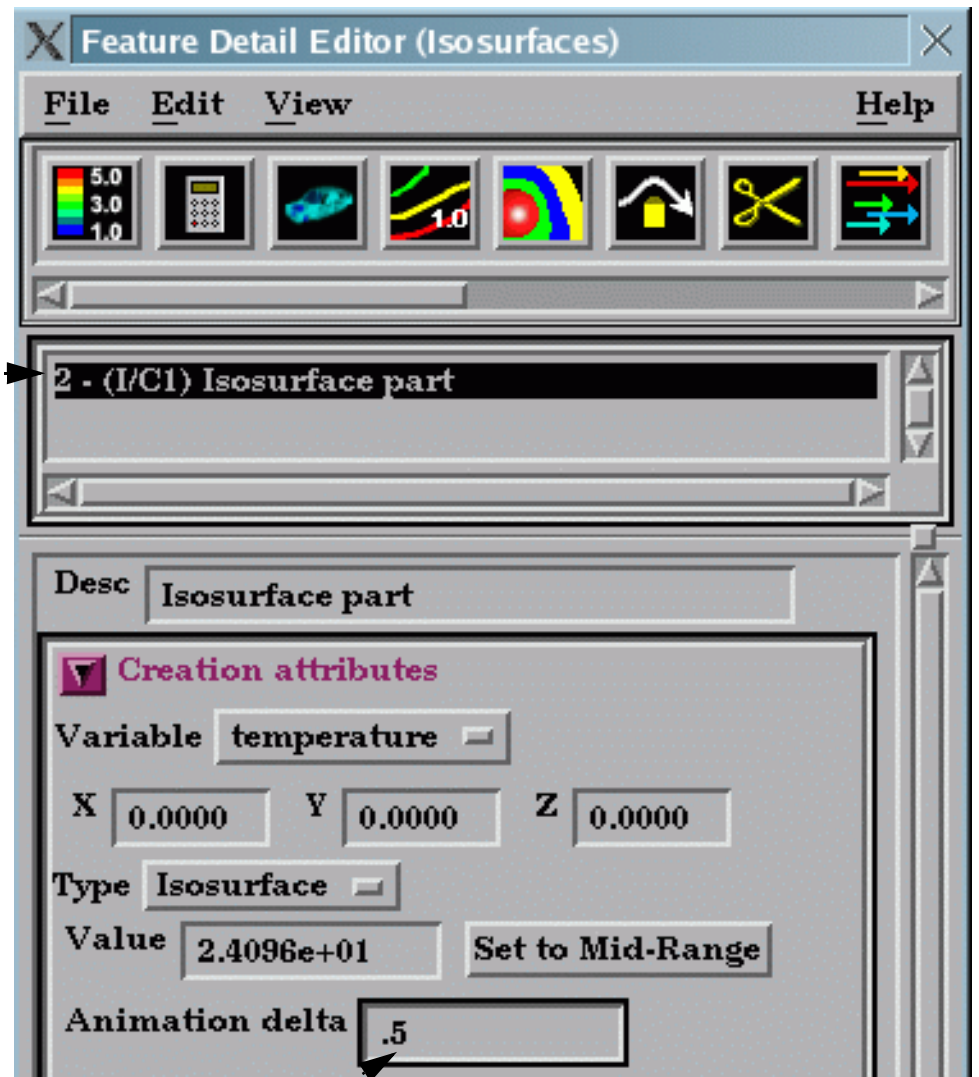 Feature Detail Editor (Isosurfaces)
File Edit View Help
5.0
3.0
1.0
1.0
2 - (I/C1) Isosurface part
Desc Isosurface part
Creation attributes
Variable temperature
X 0.0000 Y 0.0000 Z 0.0000
Type Isosurface
Value 2.4096e+01 Set to Mid-Range
Animation delta .5